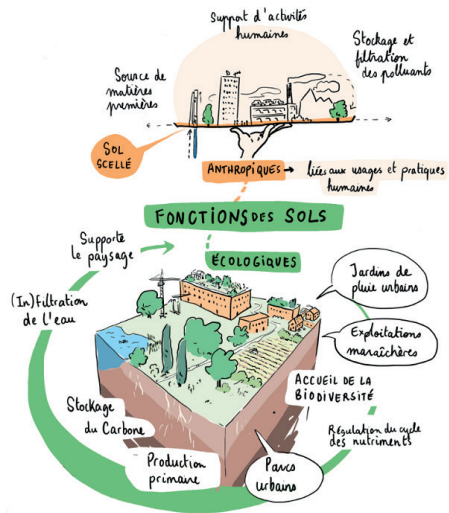 Support d'activités
humaines
Stockage et
filtration
des polluants
Source de
matières
premières
SOL
SCELLÉ
ANTHROPIQUES
liées aux usages et pratiques
humaines
FONCTIONS DES SOLS
Supporte
le paysage
ÉCOLOGIQUES
Jardins de
pluie urbains
(In)filtration
de l'eau
Exploitations
maraîchères
ACCUEIL DE LA
BIODIVERSITÉ
Stockage
du Carbone
Régulation du cycle
des nutriments
Production
primaire
Parcs
urbains